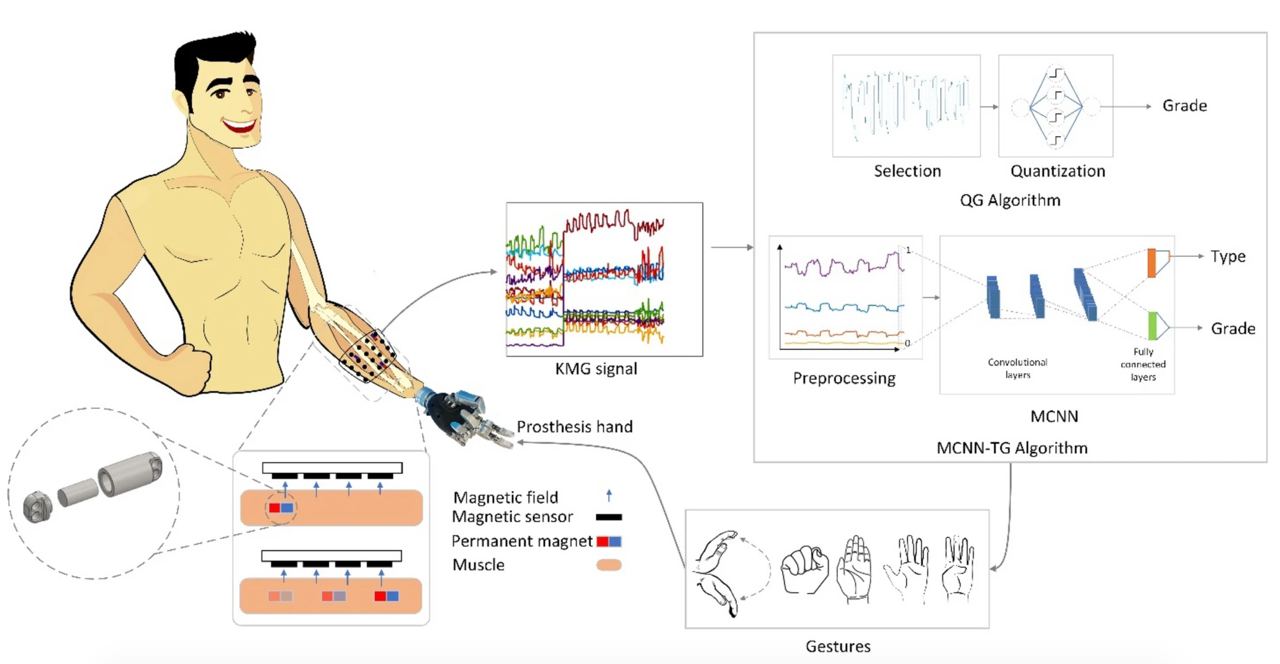 Grade
Selection
Quantization
QG Algorithm
KMG signal
1
0
Preprocessing
Convolutional
layers
Fully
connected
layers
Type
Grade
MCNN
MCNN-TG Algorithm
Prosthesis hand
Magnetic field
Magnetic sensor
Permanent magnet
Muscle
Gestures